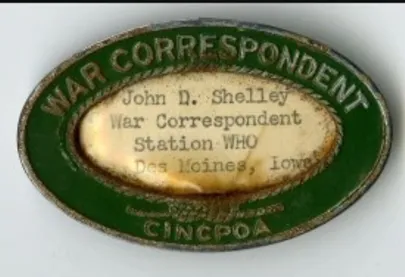 WAR CORRESPONDENT
John D. Shelley
War Correspondent
Station WHO
Des Moines, Iowa
CINCPOA